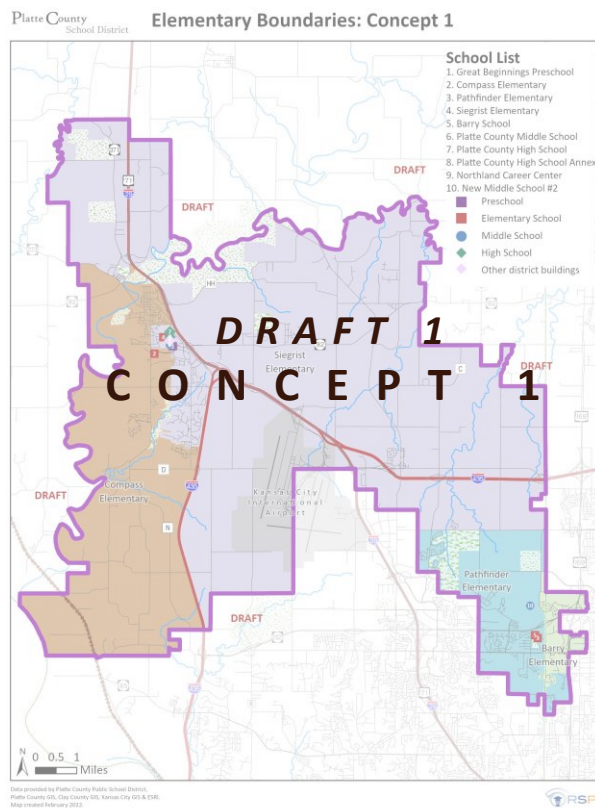 Platte County
School District
Elementary Boundaries: Concept 1
School List
1. Great Beginnings Preschool
2. Compass Elementary
3. Pathfinder Elementary
4. Siegrist Elementary
5. Barry School
6. Platte County Middle School
7. Platte County High School
8. Platte County High School Annex
9. Northland Career Center
10. New Middle School #2
Preschool
Elementary School
Middle School
High School
Other district buildings
DRAFT
DRAFT
HH
DRAFT 1
Siegrist
Elementary
C
DRAFT
CONCEPT 1
D
Compass
Elementary
DRAFT
Kansas City
International
Airport
N
Pathfinder
Elementary
DRAFT
Barry
Elementary
N
0 0.5 1
Miles
Data provided by Platte County Public School District,
Platte County GIS, Clay County GIS, Kansas City GIS & ESRI.
Map created February 2022.
RSP